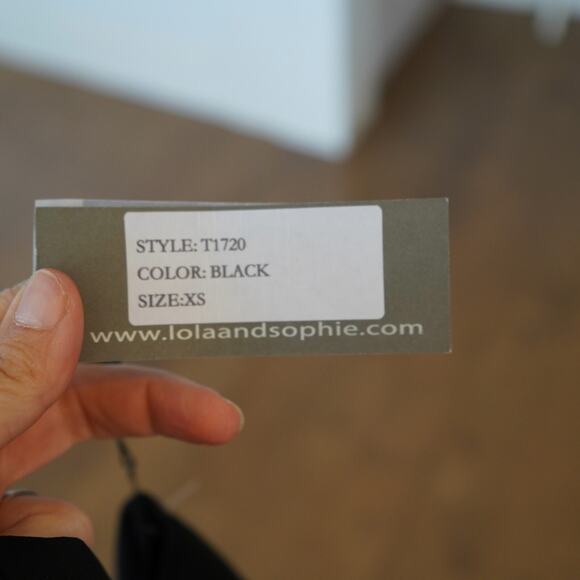 STYLE: T1720
COLOR: BLACK
SIZE:XS
www.lolaandsophie.com